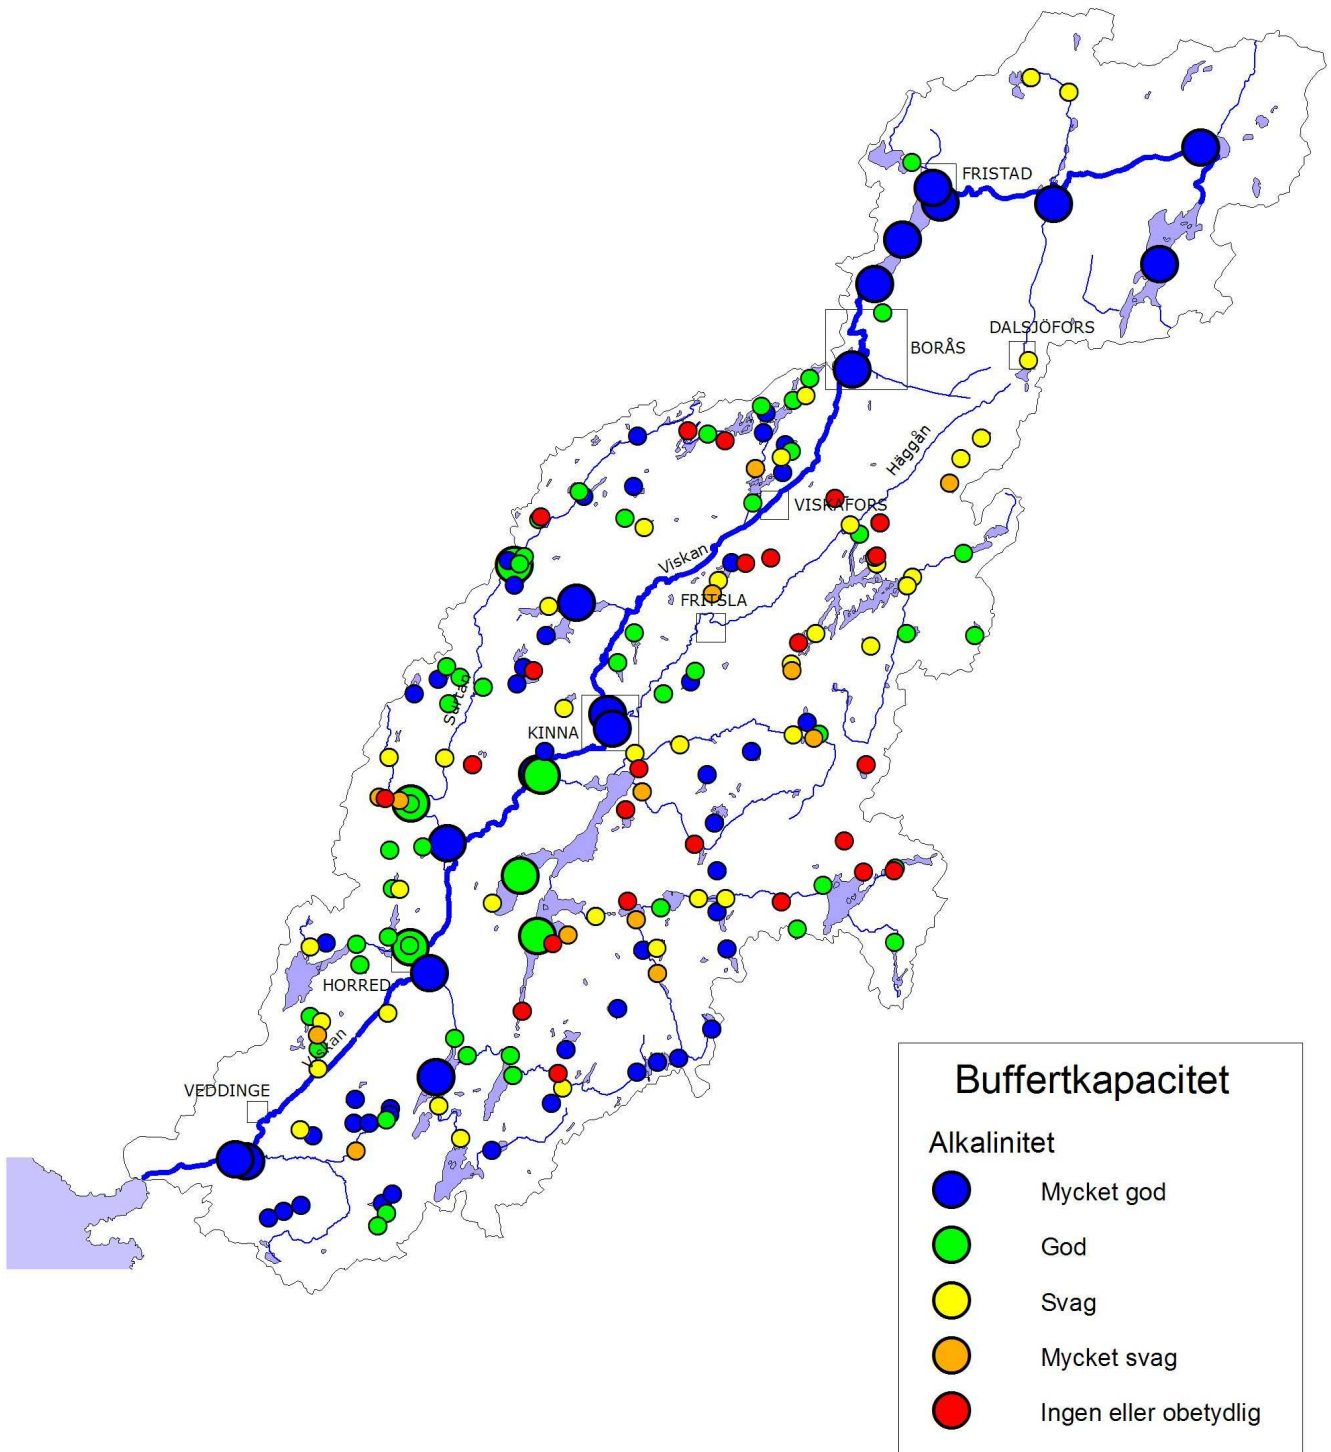 FRISTAD
DALSJÖFORS
BORÅS
Häggån
VISKAFORS
Viskan
FRITSLA
Surtan
KINNA
HORRED
Viskan
VEDDINGE
Buffertkapacitet
Alkalinitet
Mycket god
God
Svag
Mycket svag
Ingen eller obetydlig